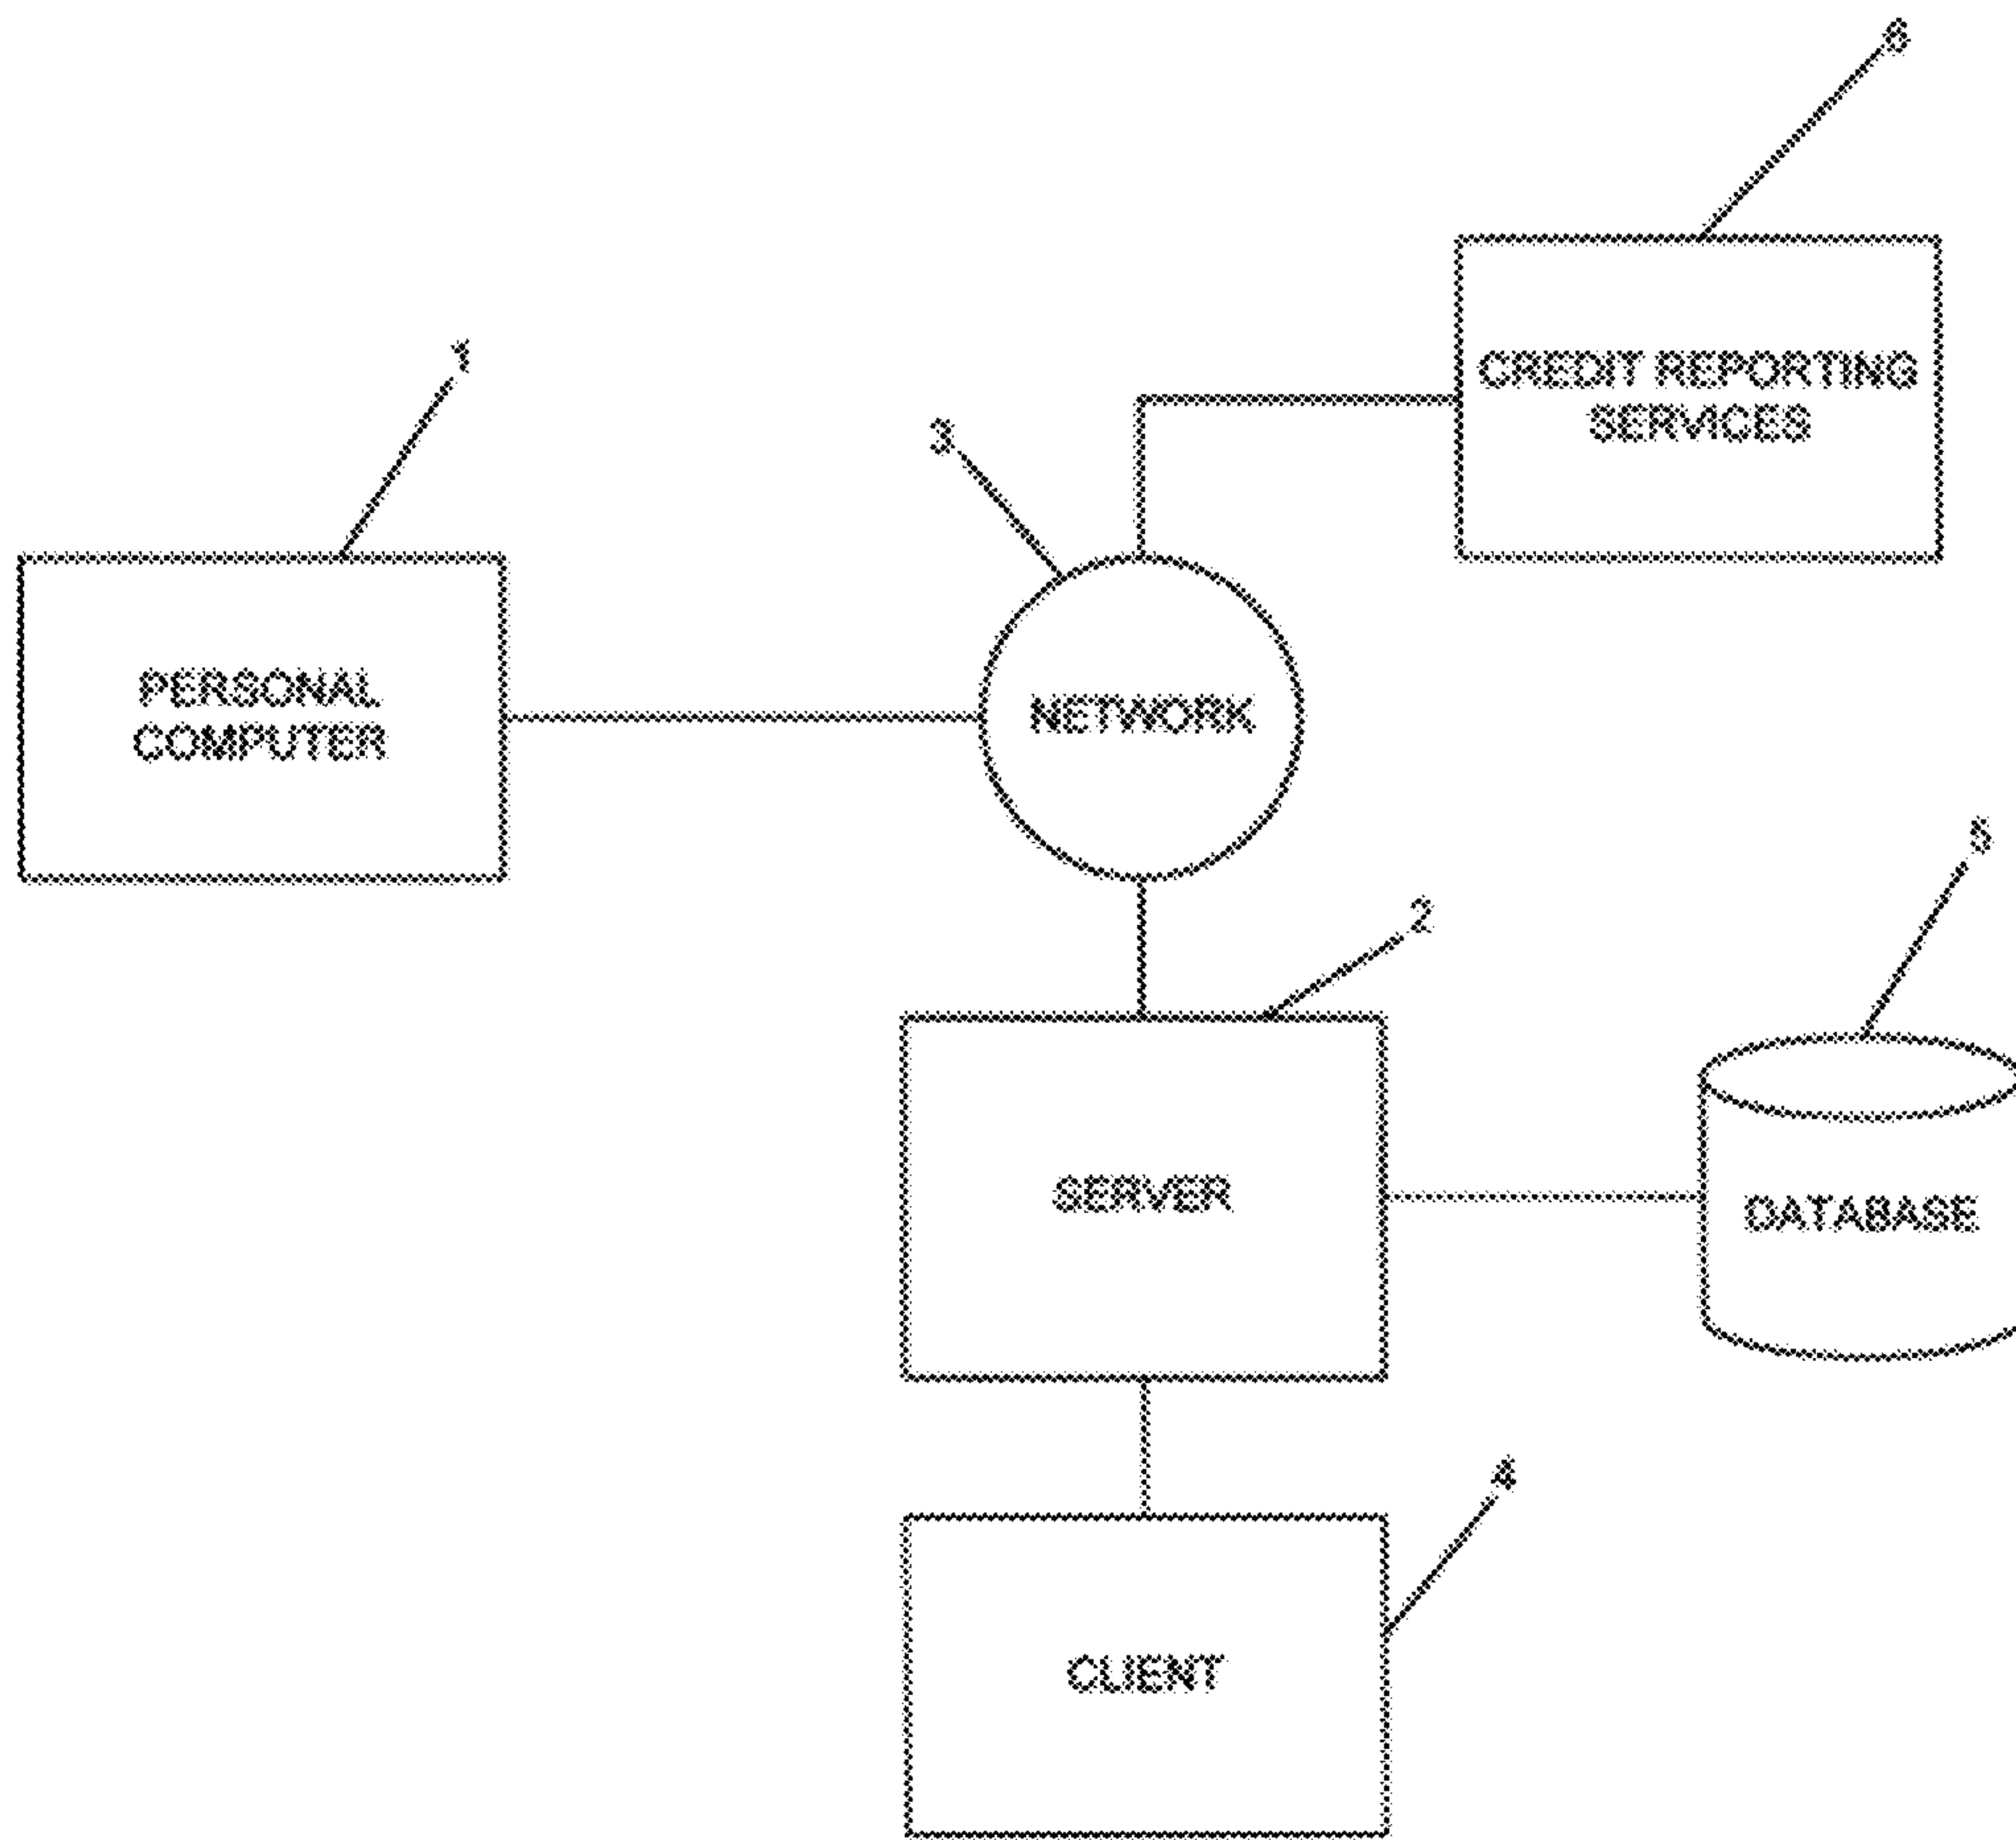 6
CREDIT REPORTING
SERVICES
1
3
PERSONAL
COMPUTER
NETWORK
5
2
SERVER
DATABASE
4
CLIENT